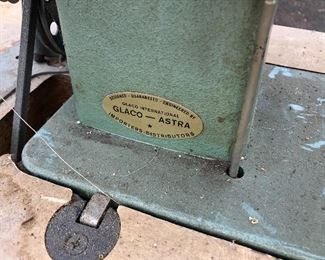 DESIGNED - GUARANTEED - ENGINEERED BY
GLACO INTERNATIONAL
GLACO — ASTRA
IMPORTERS - DISTRIBUTORS